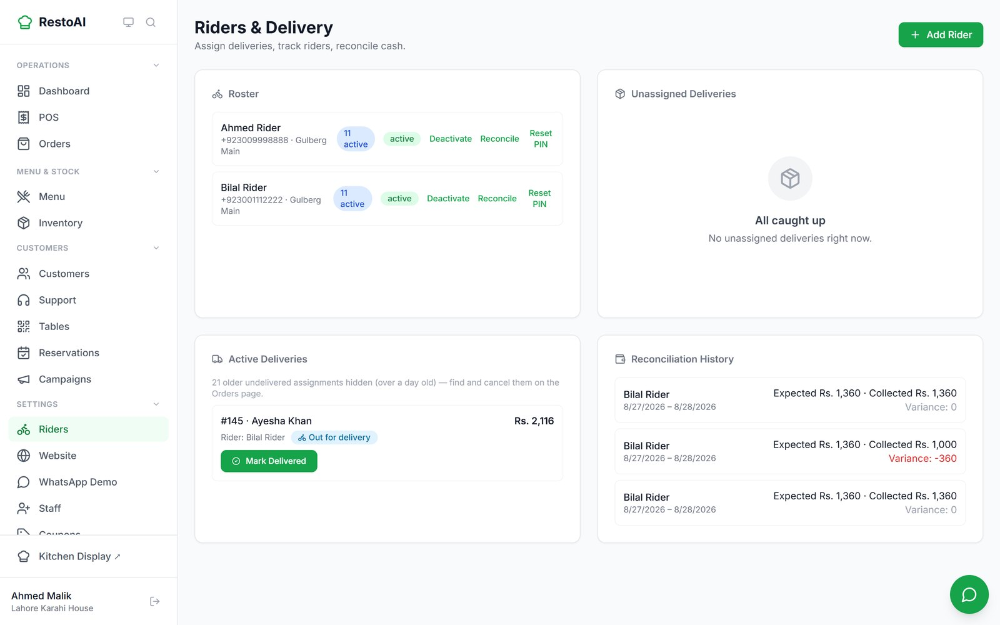 RestoAI
OPERATIONS
Dashboard
POS
Orders
MENU & STOCK
Menu
Inventory
CUSTOMERS
Customers
Support
Tables
Reservations
Campaigns
SETTINGS
Riders
Website
WhatsApp Demo
Staff
Coupons
Kitchen Display ↗
Ahmed Malik
Lahore Karahi House
Riders & Delivery
Assign deliveries, track riders, reconcile cash.
+ Add Rider
Roster
Ahmed Rider
+923009998888 · Gulberg
Main
11
active
active
Deactivate
Reconcile
Reset
PIN
Bilal Rider
+923001112222 · Gulberg
Main
11
active
active
Deactivate
Reconcile
Reset
PIN
Unassigned Deliveries
All caught up
No unassigned deliveries right now.
Active Deliveries
21 older undelivered assignments hidden (over a day old) — find and cancel them on the
Orders page.
#145 · Ayesha Khan
Rs. 2,116
Rider: Bilal Rider
Out for delivery
Mark Delivered
Reconciliation History
Bilal Rider
Expected Rs. 1,360 · Collected Rs. 1,360
8/27/2026 – 8/28/2026
Variance: 0
Bilal Rider
Expected Rs. 1,360 · Collected Rs. 1,000
8/27/2026 – 8/28/2026
Variance: -360
Bilal Rider
Expected Rs. 1,360 · Collected Rs. 1,360
8/27/2026 – 8/28/2026
Variance: 0